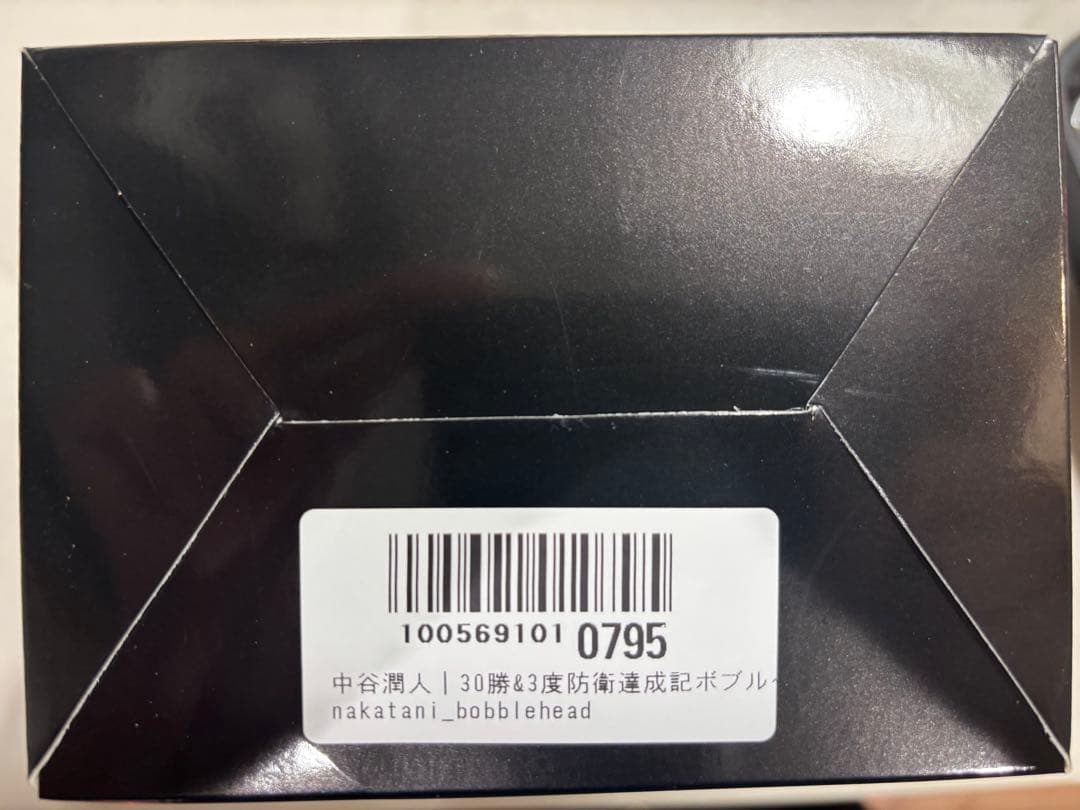 100569101 0795
中谷潤人 | 30勝&3度防衛達成記ボブル
nakatani_bobblehead